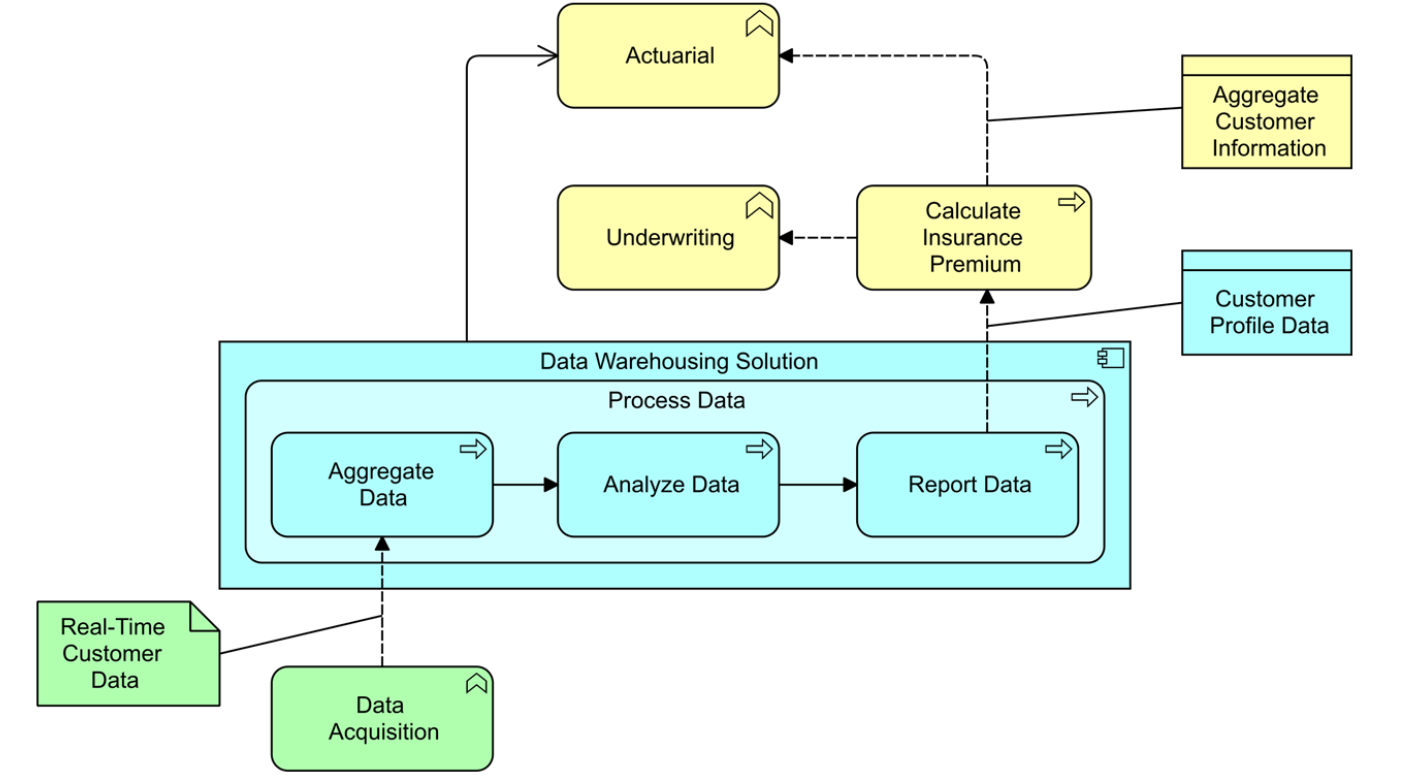 Actuarial
Aggregate
Customer
Information
Underwriting
Calculate
Insurance
Premium
Customer
Profile Data
Data Warehousing Solution
Process Data
Aggregate
Data
Analyze Data
Report Data
Real-Time
Customer
Data
Data
Acquisition